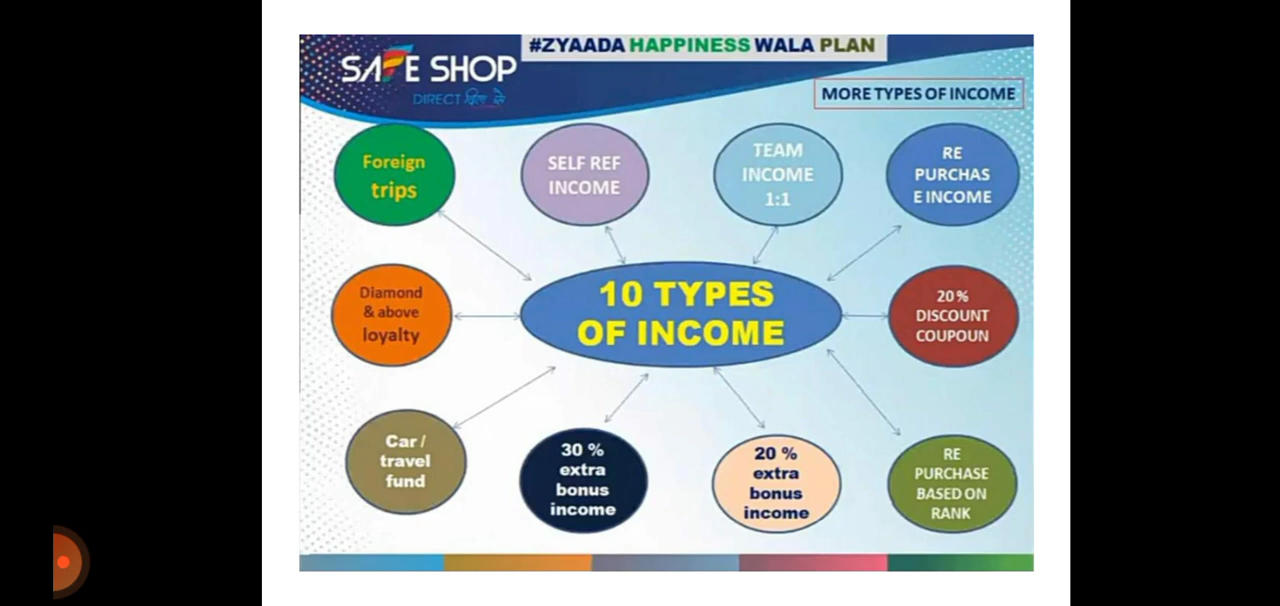 #ZYAADA HAPPINESS WALA PLAN
SAFE SHOP
DIRECT दिल से
MORE TYPES OF INCOME
Foreign
trips
SELF REF
INCOME
TEAM
INCOME
1:1
RE
PURCHAS
E INCOME
Diamond
& above
loyalty
10 TYPES
OF INCOME
20%
DISCOUNT
COUPOUN
Car /
travel
fund
30 %
extra
bonus
income
20 %
extra
bonus
income
RE
PURCHASE
BASED ON
RANK